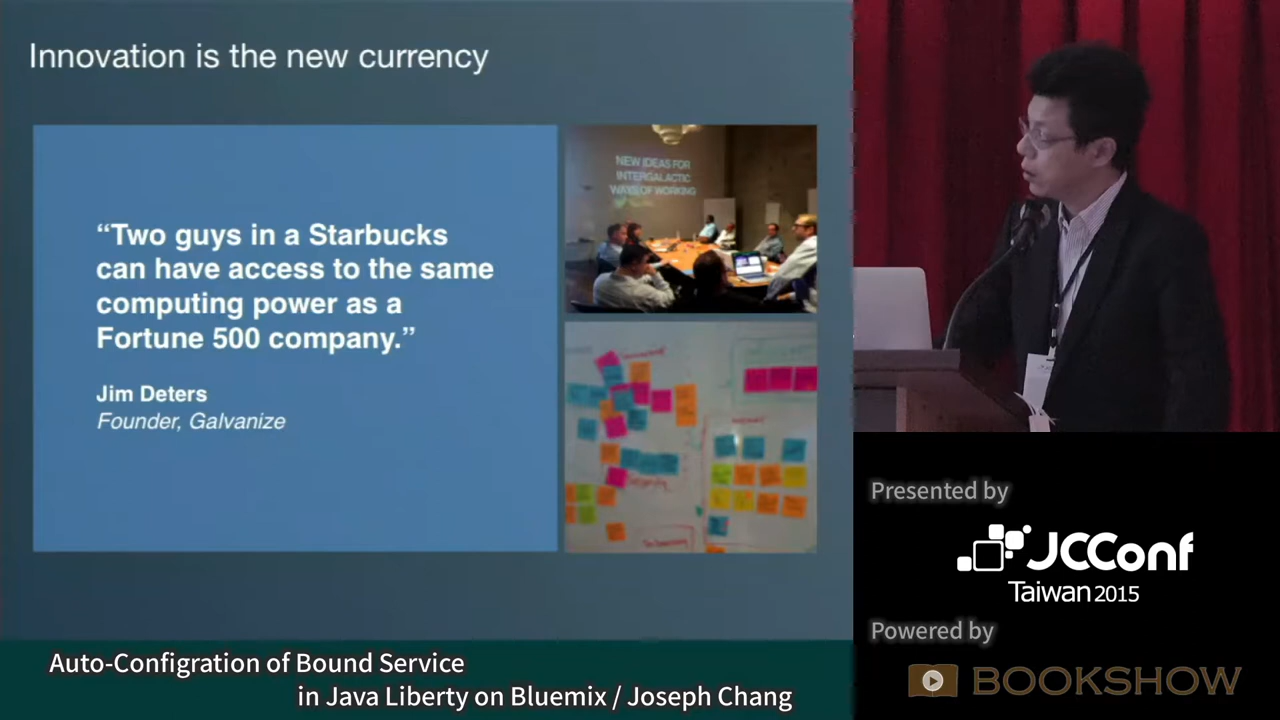 Innovation is the new currency
“Two guys in a Starbucks
can have access to the same
computing power as a
Fortune 500 company.”
Jim Deters
Founder, Galvanize
NEW IDEAS FOR
INTERGALACTIC
WAYS OF WORKING
Presented by
JCConf
Taiwan 2015
Powered by
BOOKSHOW
Auto-Configration of Bound Service
in Java Liberty on Bluemix / Joseph Chang